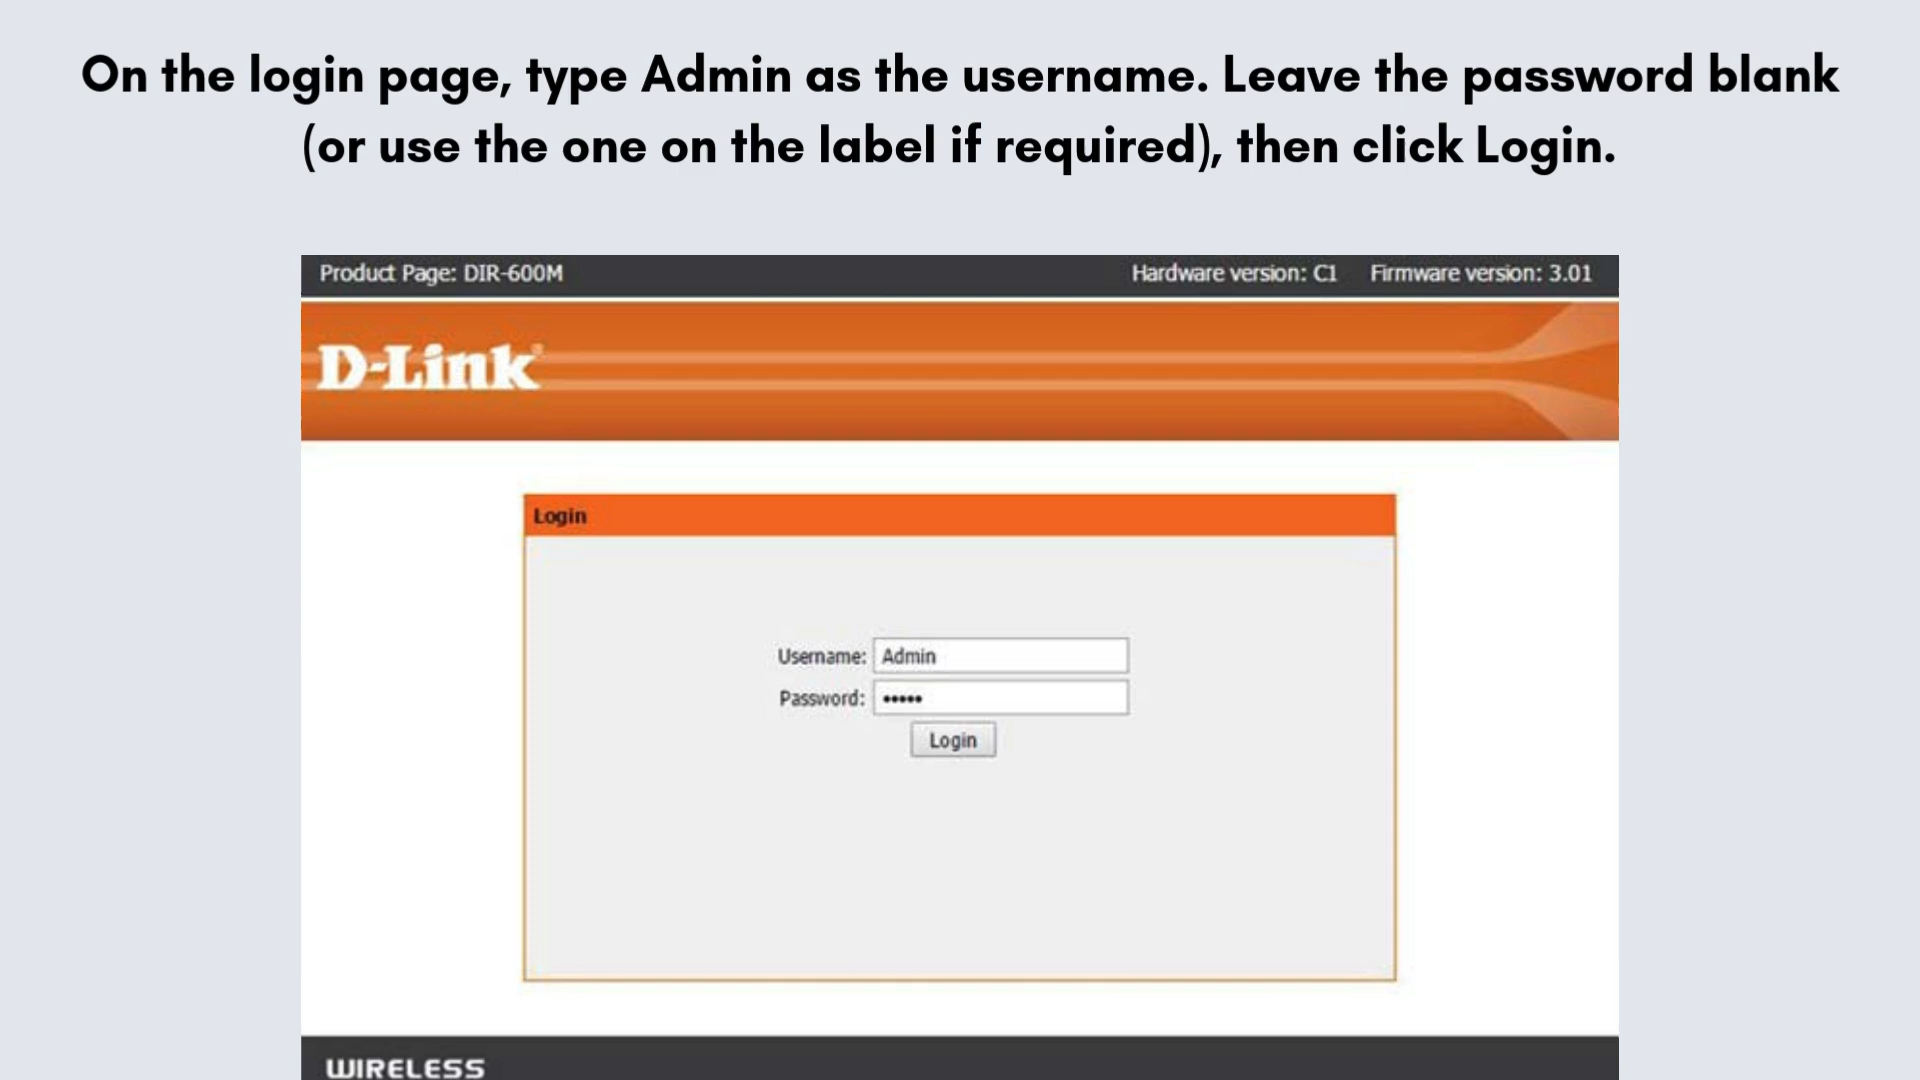 On the login page, type Admin as the username. Leave the password blank
(or use the one on the label if required), then click Login.
Product Page: DIR-600M Hardware version: C1 Firmware version: 3.01
D-Link®
Login
Username: Admin
Password: •••••
Login
WIRELESS